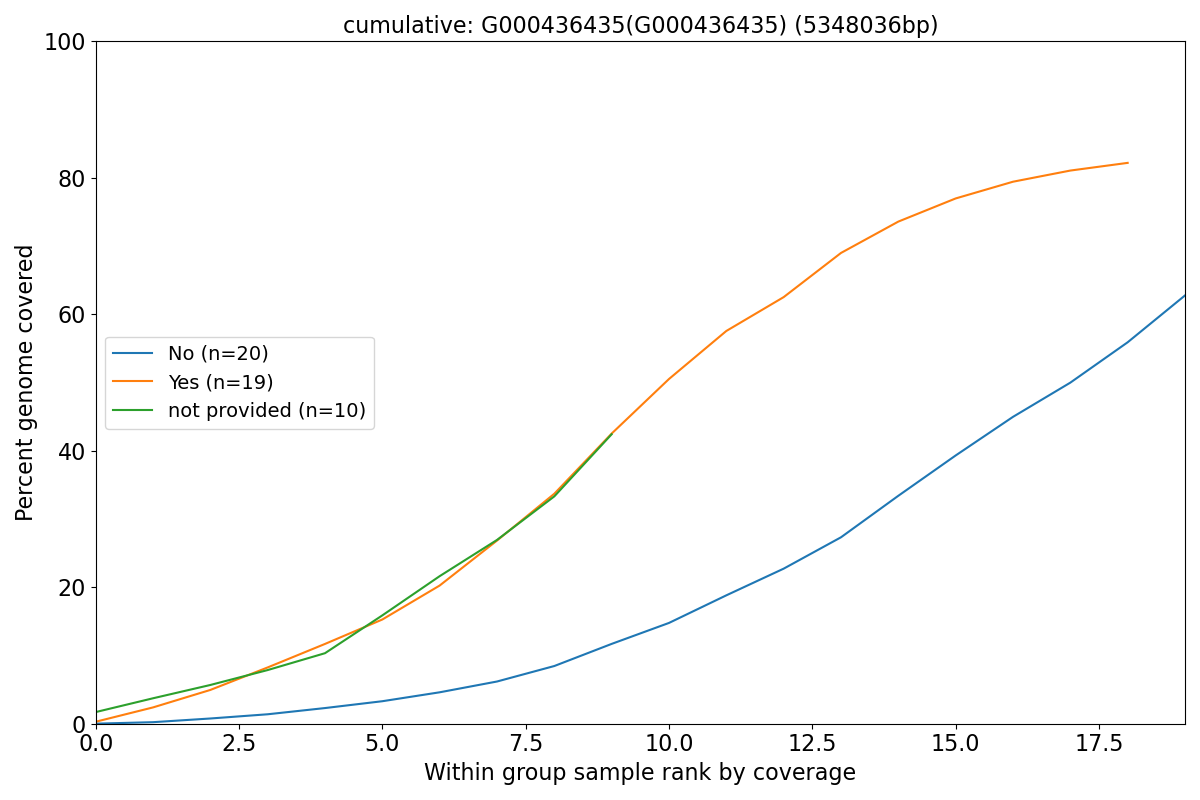 cumulative: G000436435(G000436435) (5348036bp)
Percent genome covered
100
80
60
40
20
0
No (n=20)
Yes (n=19)
not provided (n=10)
0.0 2.5 5.0 7.5 10.0 12.5 15.0 17.5
Within group sample rank by coverage